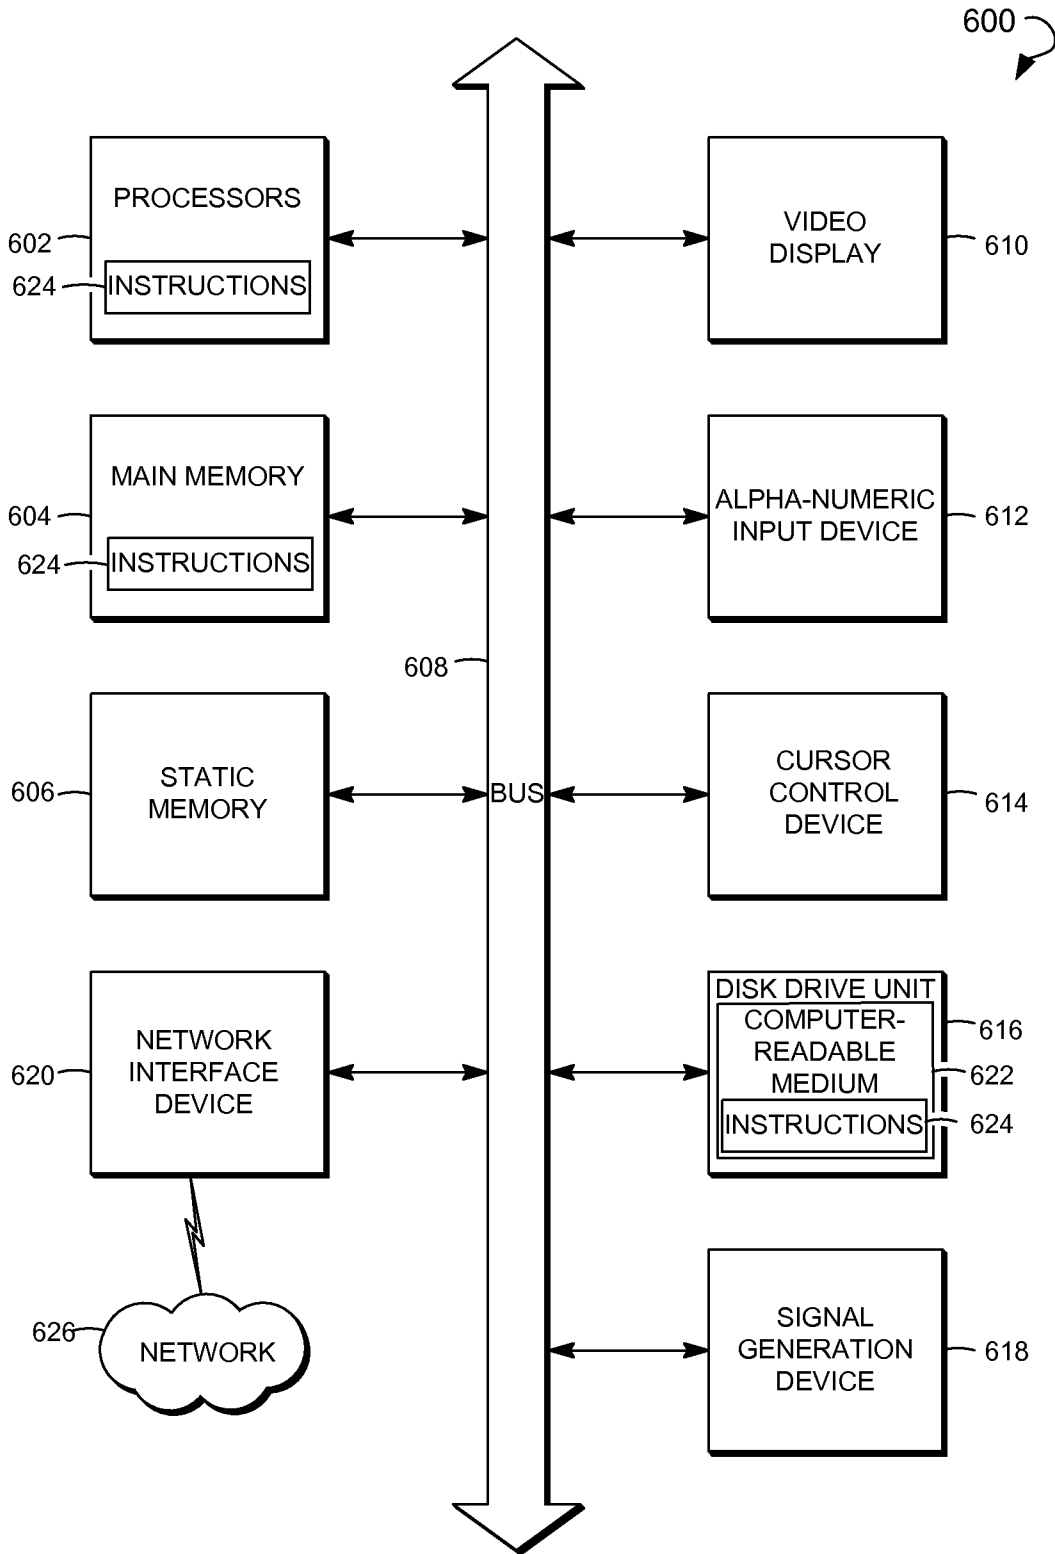 600
PROCESSORS
602
624
INSTRUCTIONS
VIDEO
DISPLAY
610
MAIN MEMORY
604
624
INSTRUCTIONS
ALPHA-NUMERIC
INPUT DEVICE
612
608
STATIC
MEMORY
606
BUS
CURSOR
CONTROL
DEVICE
614
NETWORK
INTERFACE
DEVICE
620
DISK DRIVE UNIT
COMPUTER-
READABLE
MEDIUM
616
622
INSTRUCTIONS
624
626
NETWORK
SIGNAL
GENERATION
DEVICE
618